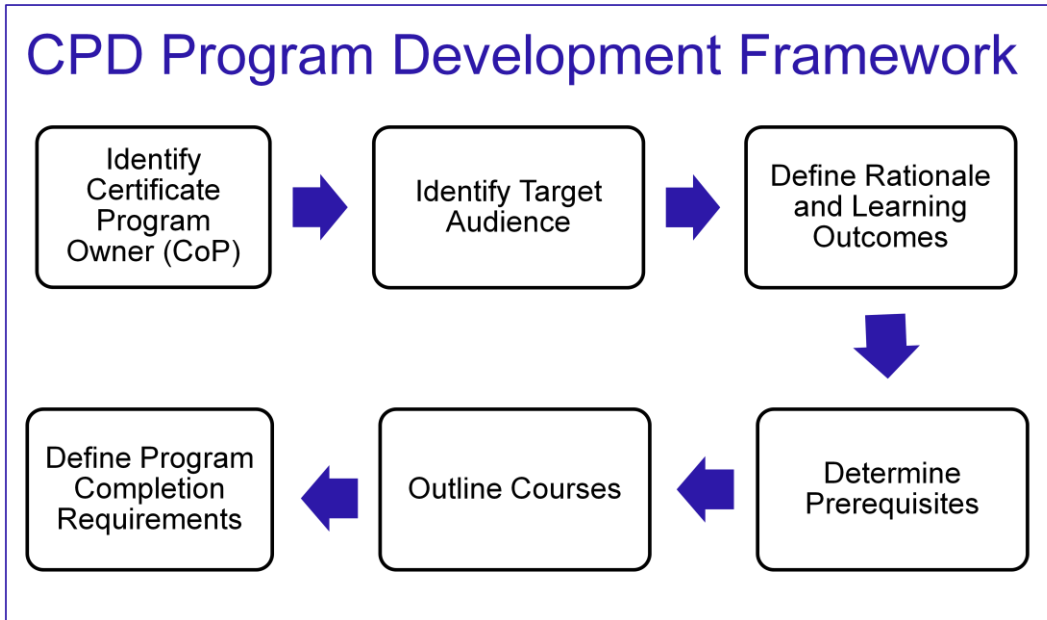 CPD Program Development Framework
Identify
Certificate
Program
Owner (CoP)
Identify Target
Audience
Define Rationale
and Learning
Outcomes
Determine
Prerequisites
Outline Courses
Define Program
Completion
Requirements